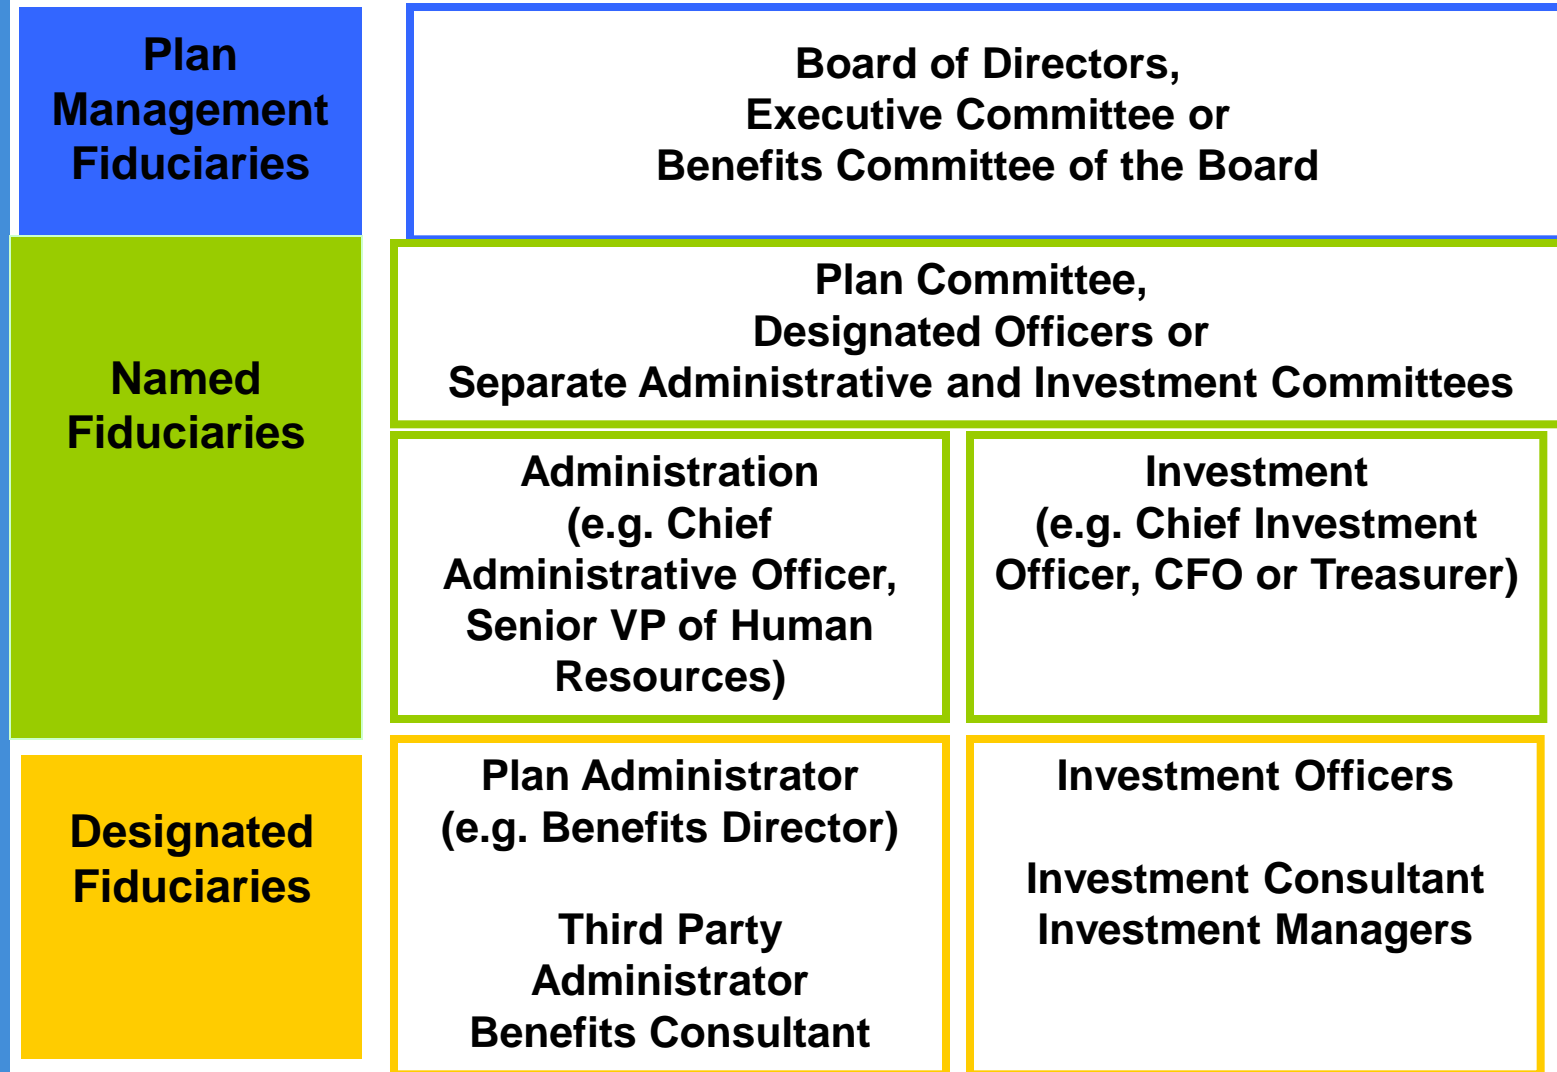 Plan
Management
Fiduciaries
Board of Directors,
Executive Committee or
Benefits Committee of the Board
Named
Fiduciaries
Plan Committee,
Designated Officers or
Separate Administrative and Investment Committees
Administration
(e.g. Chief
Administrative Officer,
Senior VP of Human
Resources)
Investment
(e.g. Chief Investment
Officer, CFO or Treasurer)
Designated
Fiduciaries
Plan Administrator
(e.g. Benefits Director)
Third Party
Administrator
Benefits Consultant
Investment Officers
Investment Consultant
Investment Managers